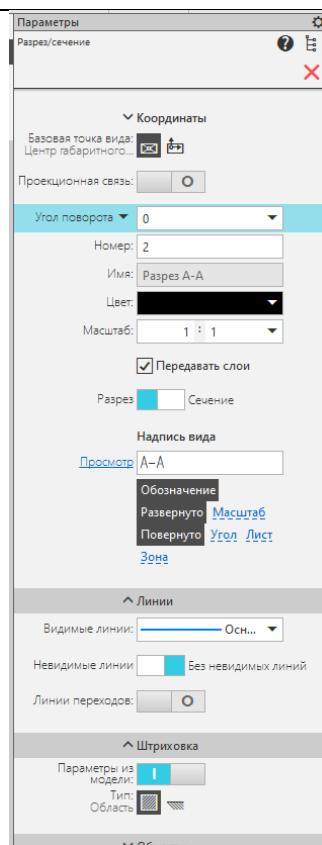 Параметры
Разрез/сечение
Координаты
Базовая точка вида:
Центр габаритного...
Проекционная связь:
Угол поворота 0
Номер: 2
Имя: Разрез А-А
Цвет:
Масштаб: 1 : 1
Передавать слои
Разрез Сечение
Надпись вида
Просмотр А–А
Обозначение
Развернуто Масштаб
Повернуто Угол Лист
Зона
Линии
Видимые линии: Осн...
Невидимые линии Без невидимых линий
Линии переходов:
Штриховка
Параметры из
модели:
Тип:
Область